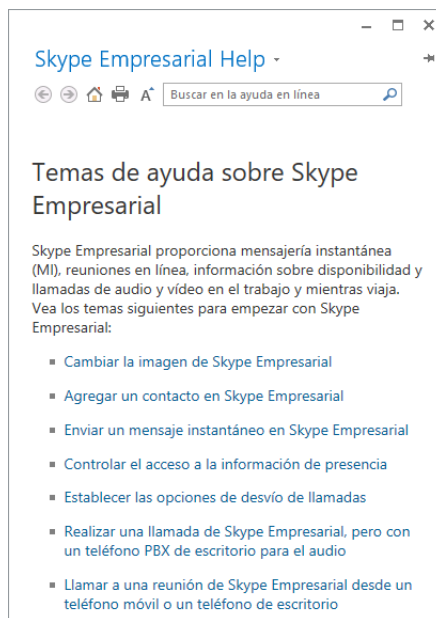 Skype Empresarial Help
Buscar en la ayuda en línea
Temas de ayuda sobre Skype
Empresarial
Skype Empresarial proporciona mensajería instantánea
(MI), reuniones en línea, información sobre disponibilidad y
llamadas de audio y vídeo en el trabajo y mientras viaja.
Vea los temas siguientes para empezar con Skype
Empresarial:
Cambiar la imagen de Skype Empresarial
Agregar un contacto en Skype Empresarial
Enviar un mensaje instantáneo en Skype Empresarial
Controlar el acceso a la información de presencia
Establecer las opciones de desvío de llamadas
Realizar una llamada de Skype Empresarial, pero con
un teléfono PBX de escritorio para el audio
Llamar a una reunión de Skype Empresarial desde un
teléfono móvil o un teléfono de escritorio